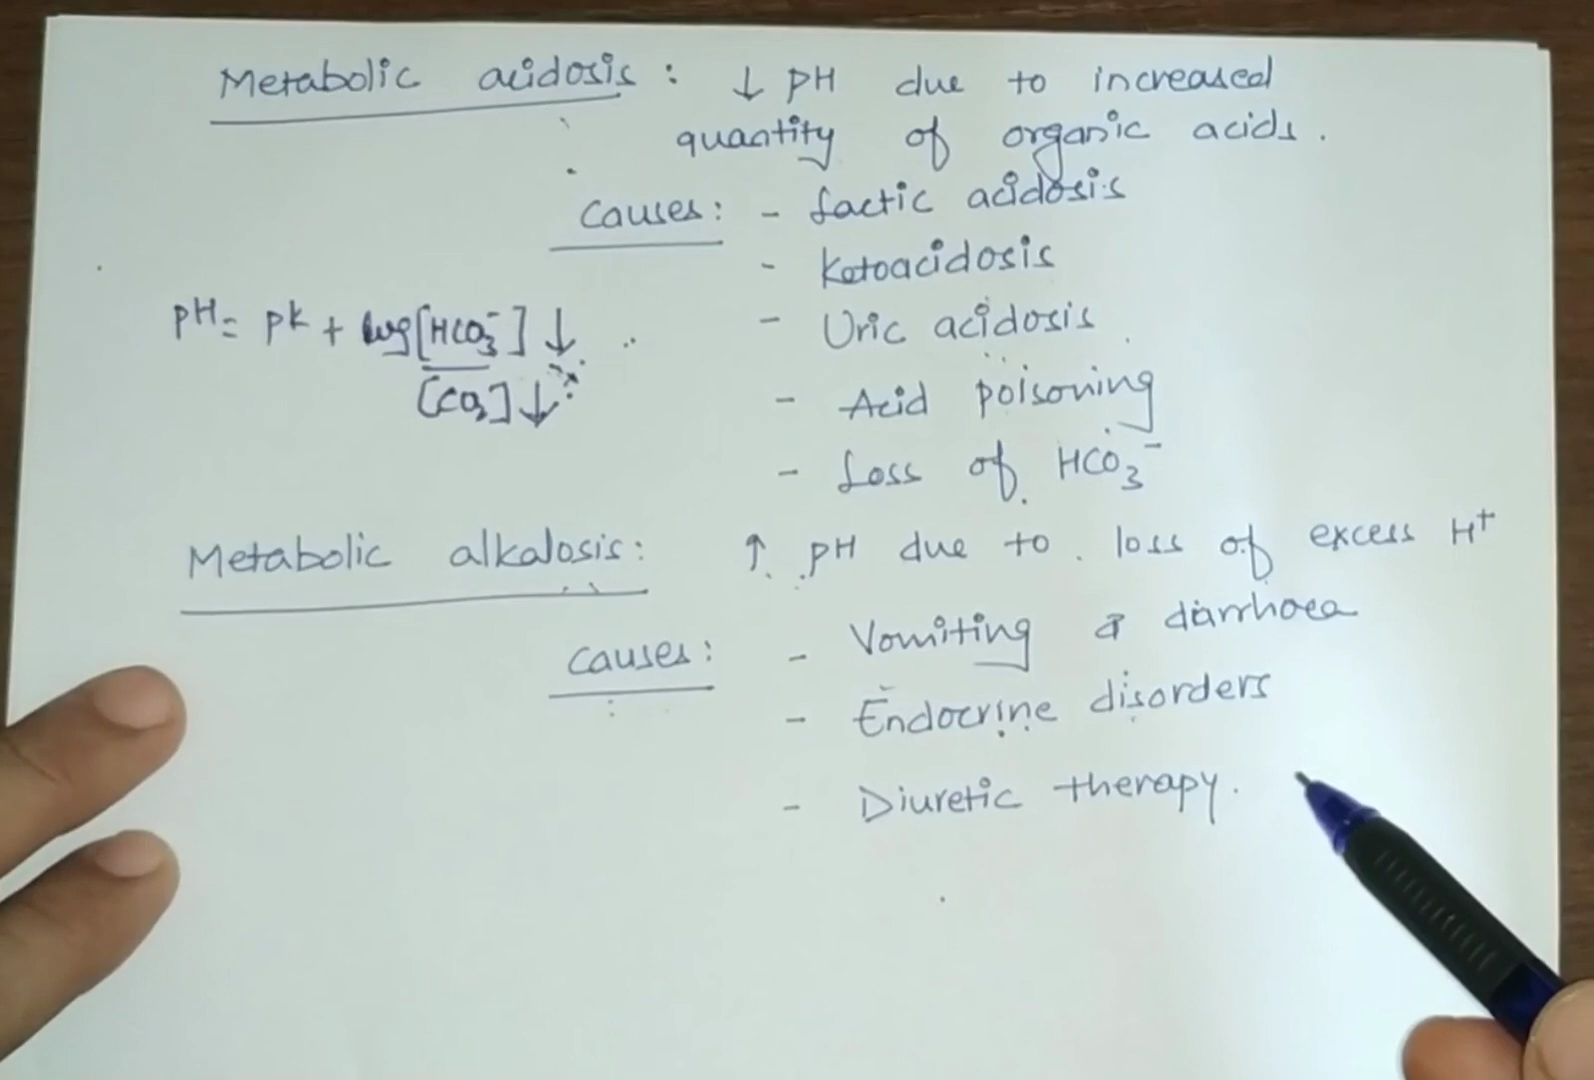 Metabolic acidosis : ↓ pH due to increased
quantity of organic acids.
Causes : - Lactic acidosis
- Ketoacidosis
- Uric acidosis
pH = pK + log [HCO3-] ↓
[CO2] ↓
- Acid poisoning
- Loss of HCO3-
Metabolic alkalosis : ↑ pH due to loss of excess H+
Causes : - Vomiting & diarrhoea
- Endocrine disorders
- Diuretic therapy.